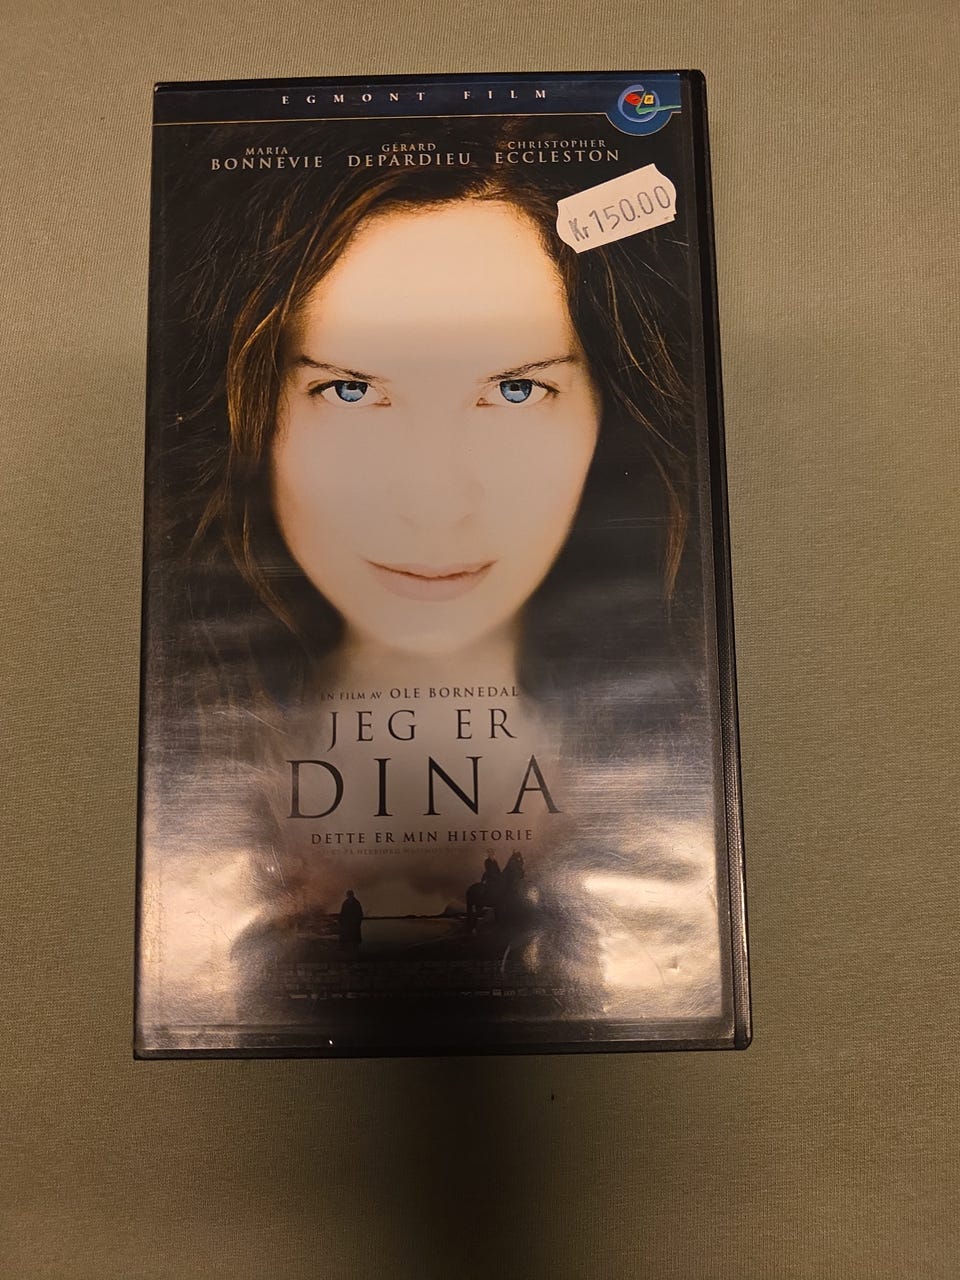 EGMONT FILM
MARIA BONNEVIE
GÉRARD DEPARDIEU
CHRISTOPHER ECCLESTON
Kr 150.00
EN FILM AV OLE BORNEDAL
JEG ER
DINA
DETTE ER MIN HISTORIE